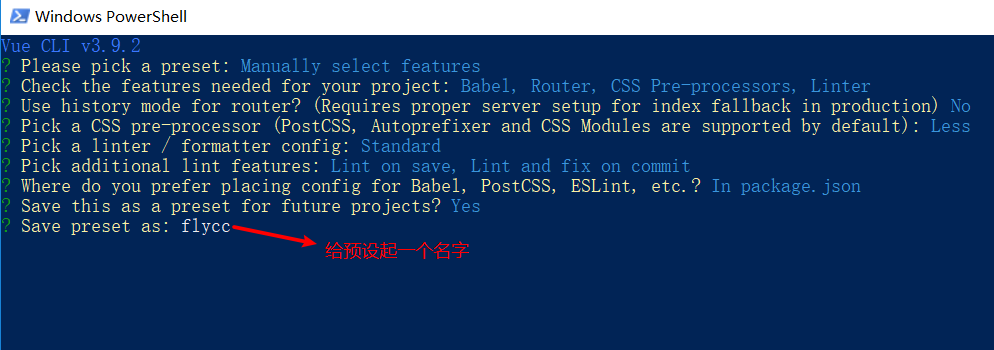 Windows PowerShell
Vue CLI v3.9.2
? Please pick a preset: Manually select features
? Check the features needed for your project: Babel, Router, CSS Pre-processors, Linter
? Use history mode for router? (Requires proper server setup for index fallback in production) No
? Pick a CSS pre-processor (PostCSS, Autoprefixer and CSS Modules are supported by default): Less
? Pick a linter / formatter config: Standard
? Pick additional lint features: Lint on save, Lint and fix on commit
? Where do you prefer placing config for Babel, PostCSS, ESLint, etc.? In package.json
? Save this as a preset for future projects? Yes
? Save preset as: flycc
给预设起一个名字